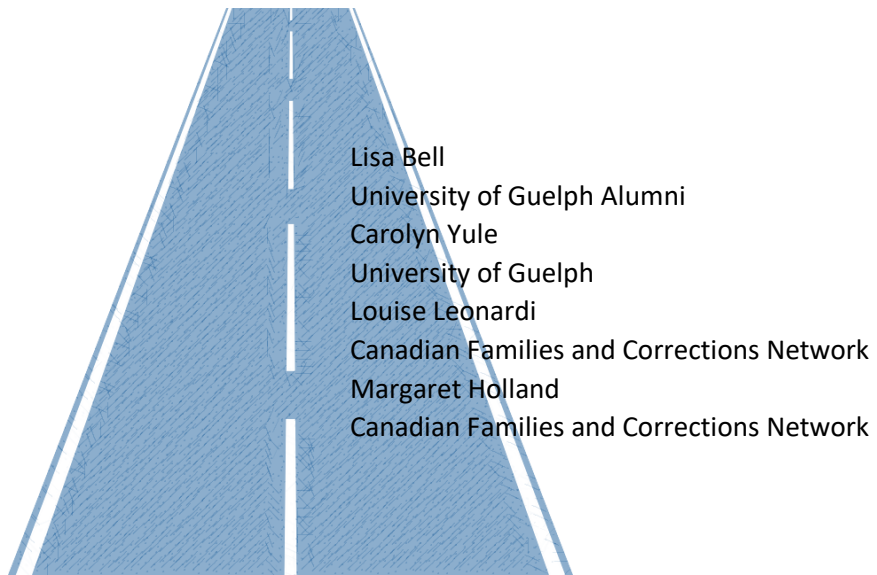 Lisa Bell
University of Guelph Alumni
Carolyn Yule
University of Guelph
Louise Leonardi
Canadian Families and Corrections Network
Margaret Holland
Canadian Families and Corrections Network